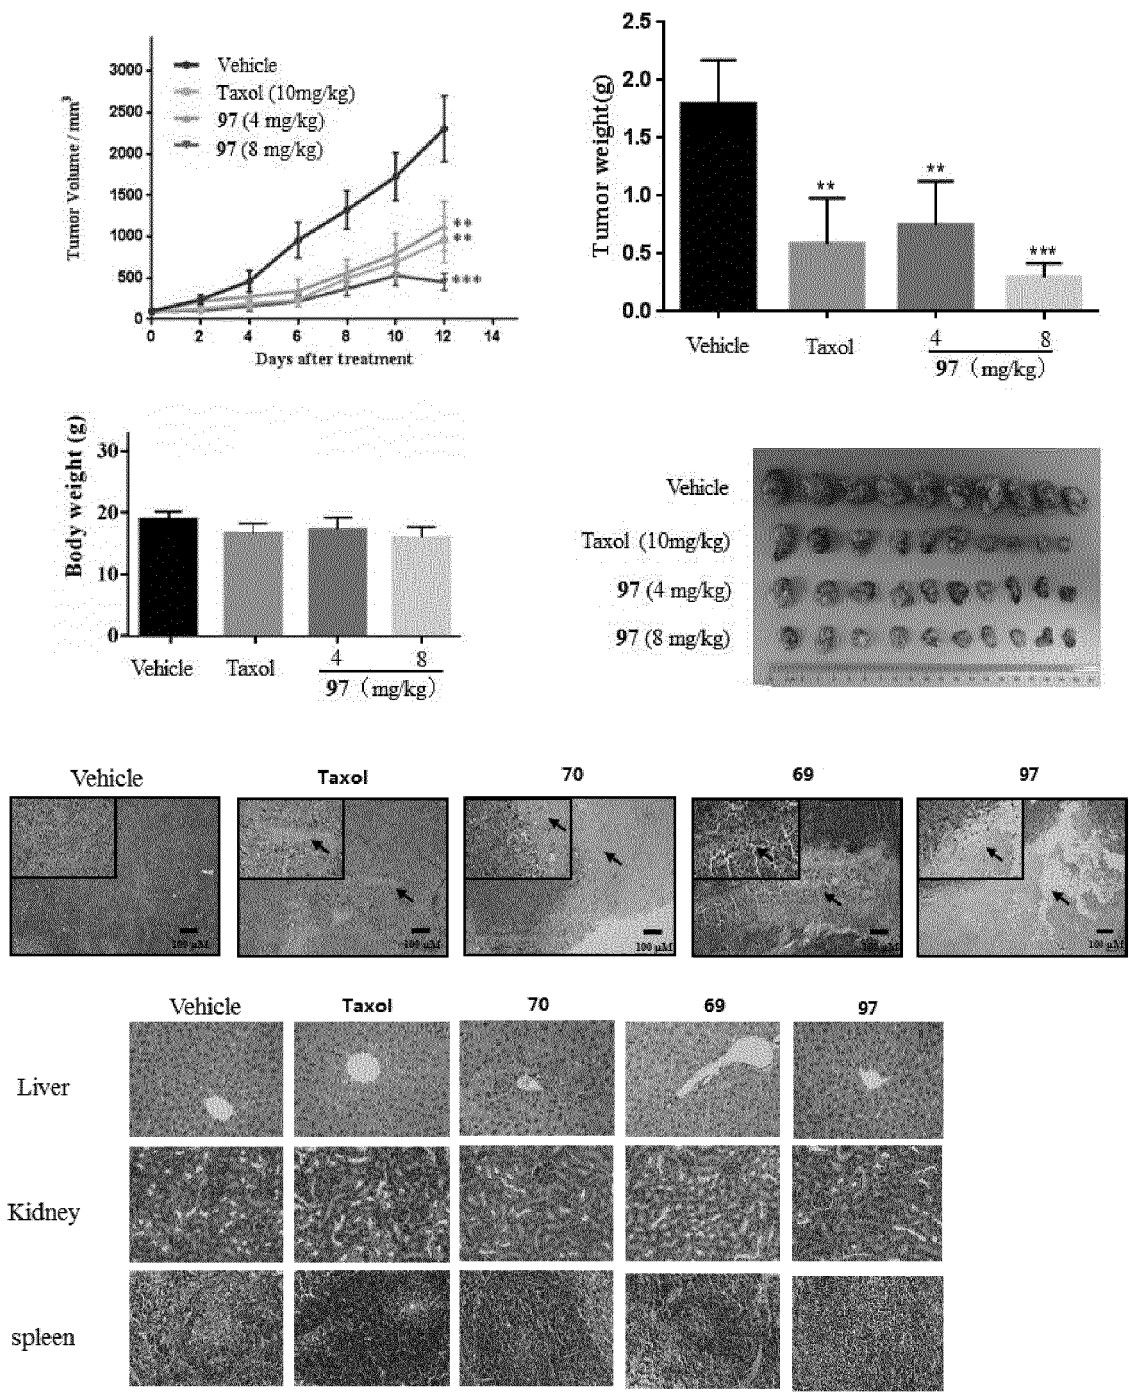 Tumor Volume / mm³
3000
2500
2000
1500
1000
500
0
Vehicle
Taxol (10mg/kg)
97 (4 mg/kg)
97 (8 mg/kg)
**
**
***
0 2 4 6 8 10 12 14
Days after treatment
Tumor weight(g)
2.5
2.0
1.5
1.0
0.5
0.0
**
**
***
Vehicle Taxol 4 8
97 (mg/kg)
Body weight (g)
30
20
10
0
Vehicle Taxol 4 8
97 (mg/kg)
Vehicle
Taxol (10mg/kg)
97 (4 mg/kg)
97 (8 mg/kg)
Vehicle Taxol 70 69 97
100 μM 100 μM 100 μM 100 μM 100 μM
Vehicle Taxol 70 69 97
Liver
Kidney
spleen